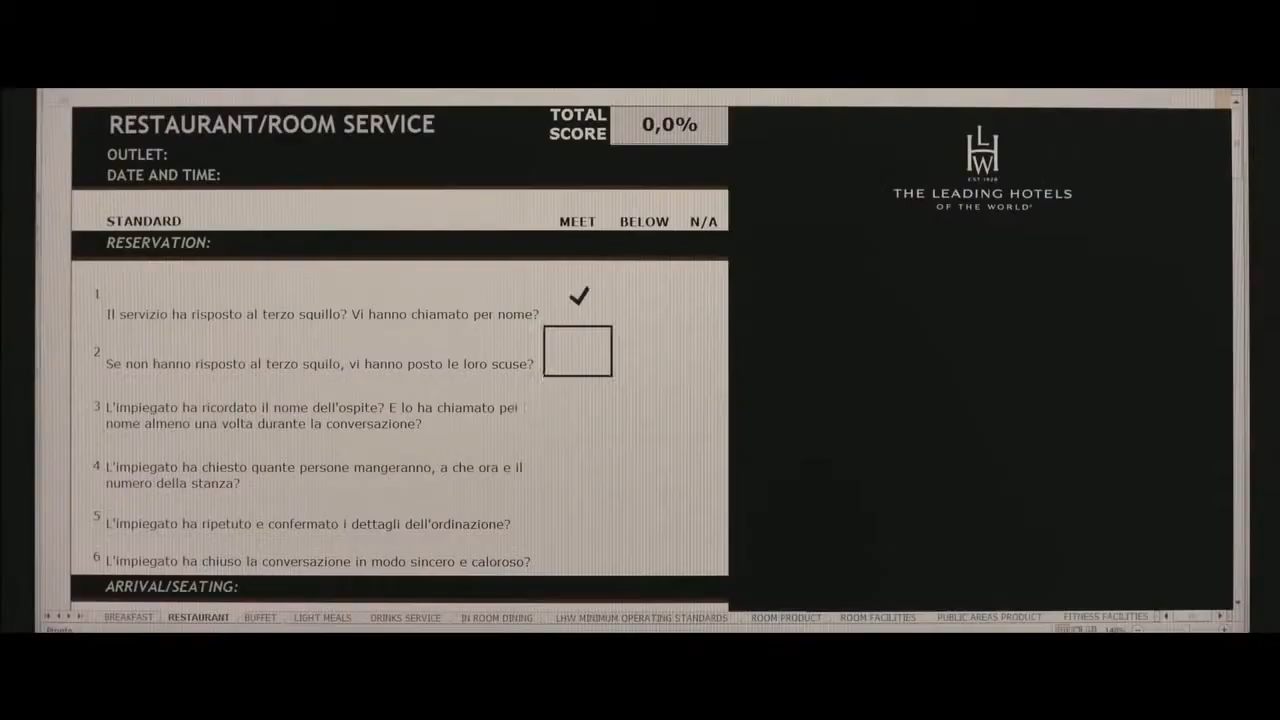 RESTAURANT/ROOM SERVICE
TOTAL
SCORE
0,0%
OUTLET:
DATE AND TIME:
LHW
EST 1928
THE LEADING HOTELS
OF THE WORLD®
STANDARD MEET BELOW N/A
RESERVATION:
1
Il servizio ha risposto al terzo squillo? Vi hanno chiamato per nome?
2
Se non hanno risposto al terzo squilo, vi hanno posto le loro scuse?
3 L'impiegato ha ricordato il nome dell'ospite? E lo ha chiamato per
nome almeno una volta durante la conversazione?
4 L'impiegato ha chiesto quante persone mangeranno, a che ora e il
numero della stanza?
5 L'impiegato ha ripetuto e confermato i dettagli dell'ordinazione?
6 L'impiegato ha chiuso la conversazione in modo sincero e caloroso?
ARRIVAL/SEATING:
BREAKFAST RESTAURANT BUFFET LIGHT MEALS DRINKS SERVICE IN ROOM DINING LHW MINIMUM OPERATING STANDARDS ROOM PRODUCT ROOM FACILITIES PUBLIC AREAS PRODUCT FITNESS FACILITIES